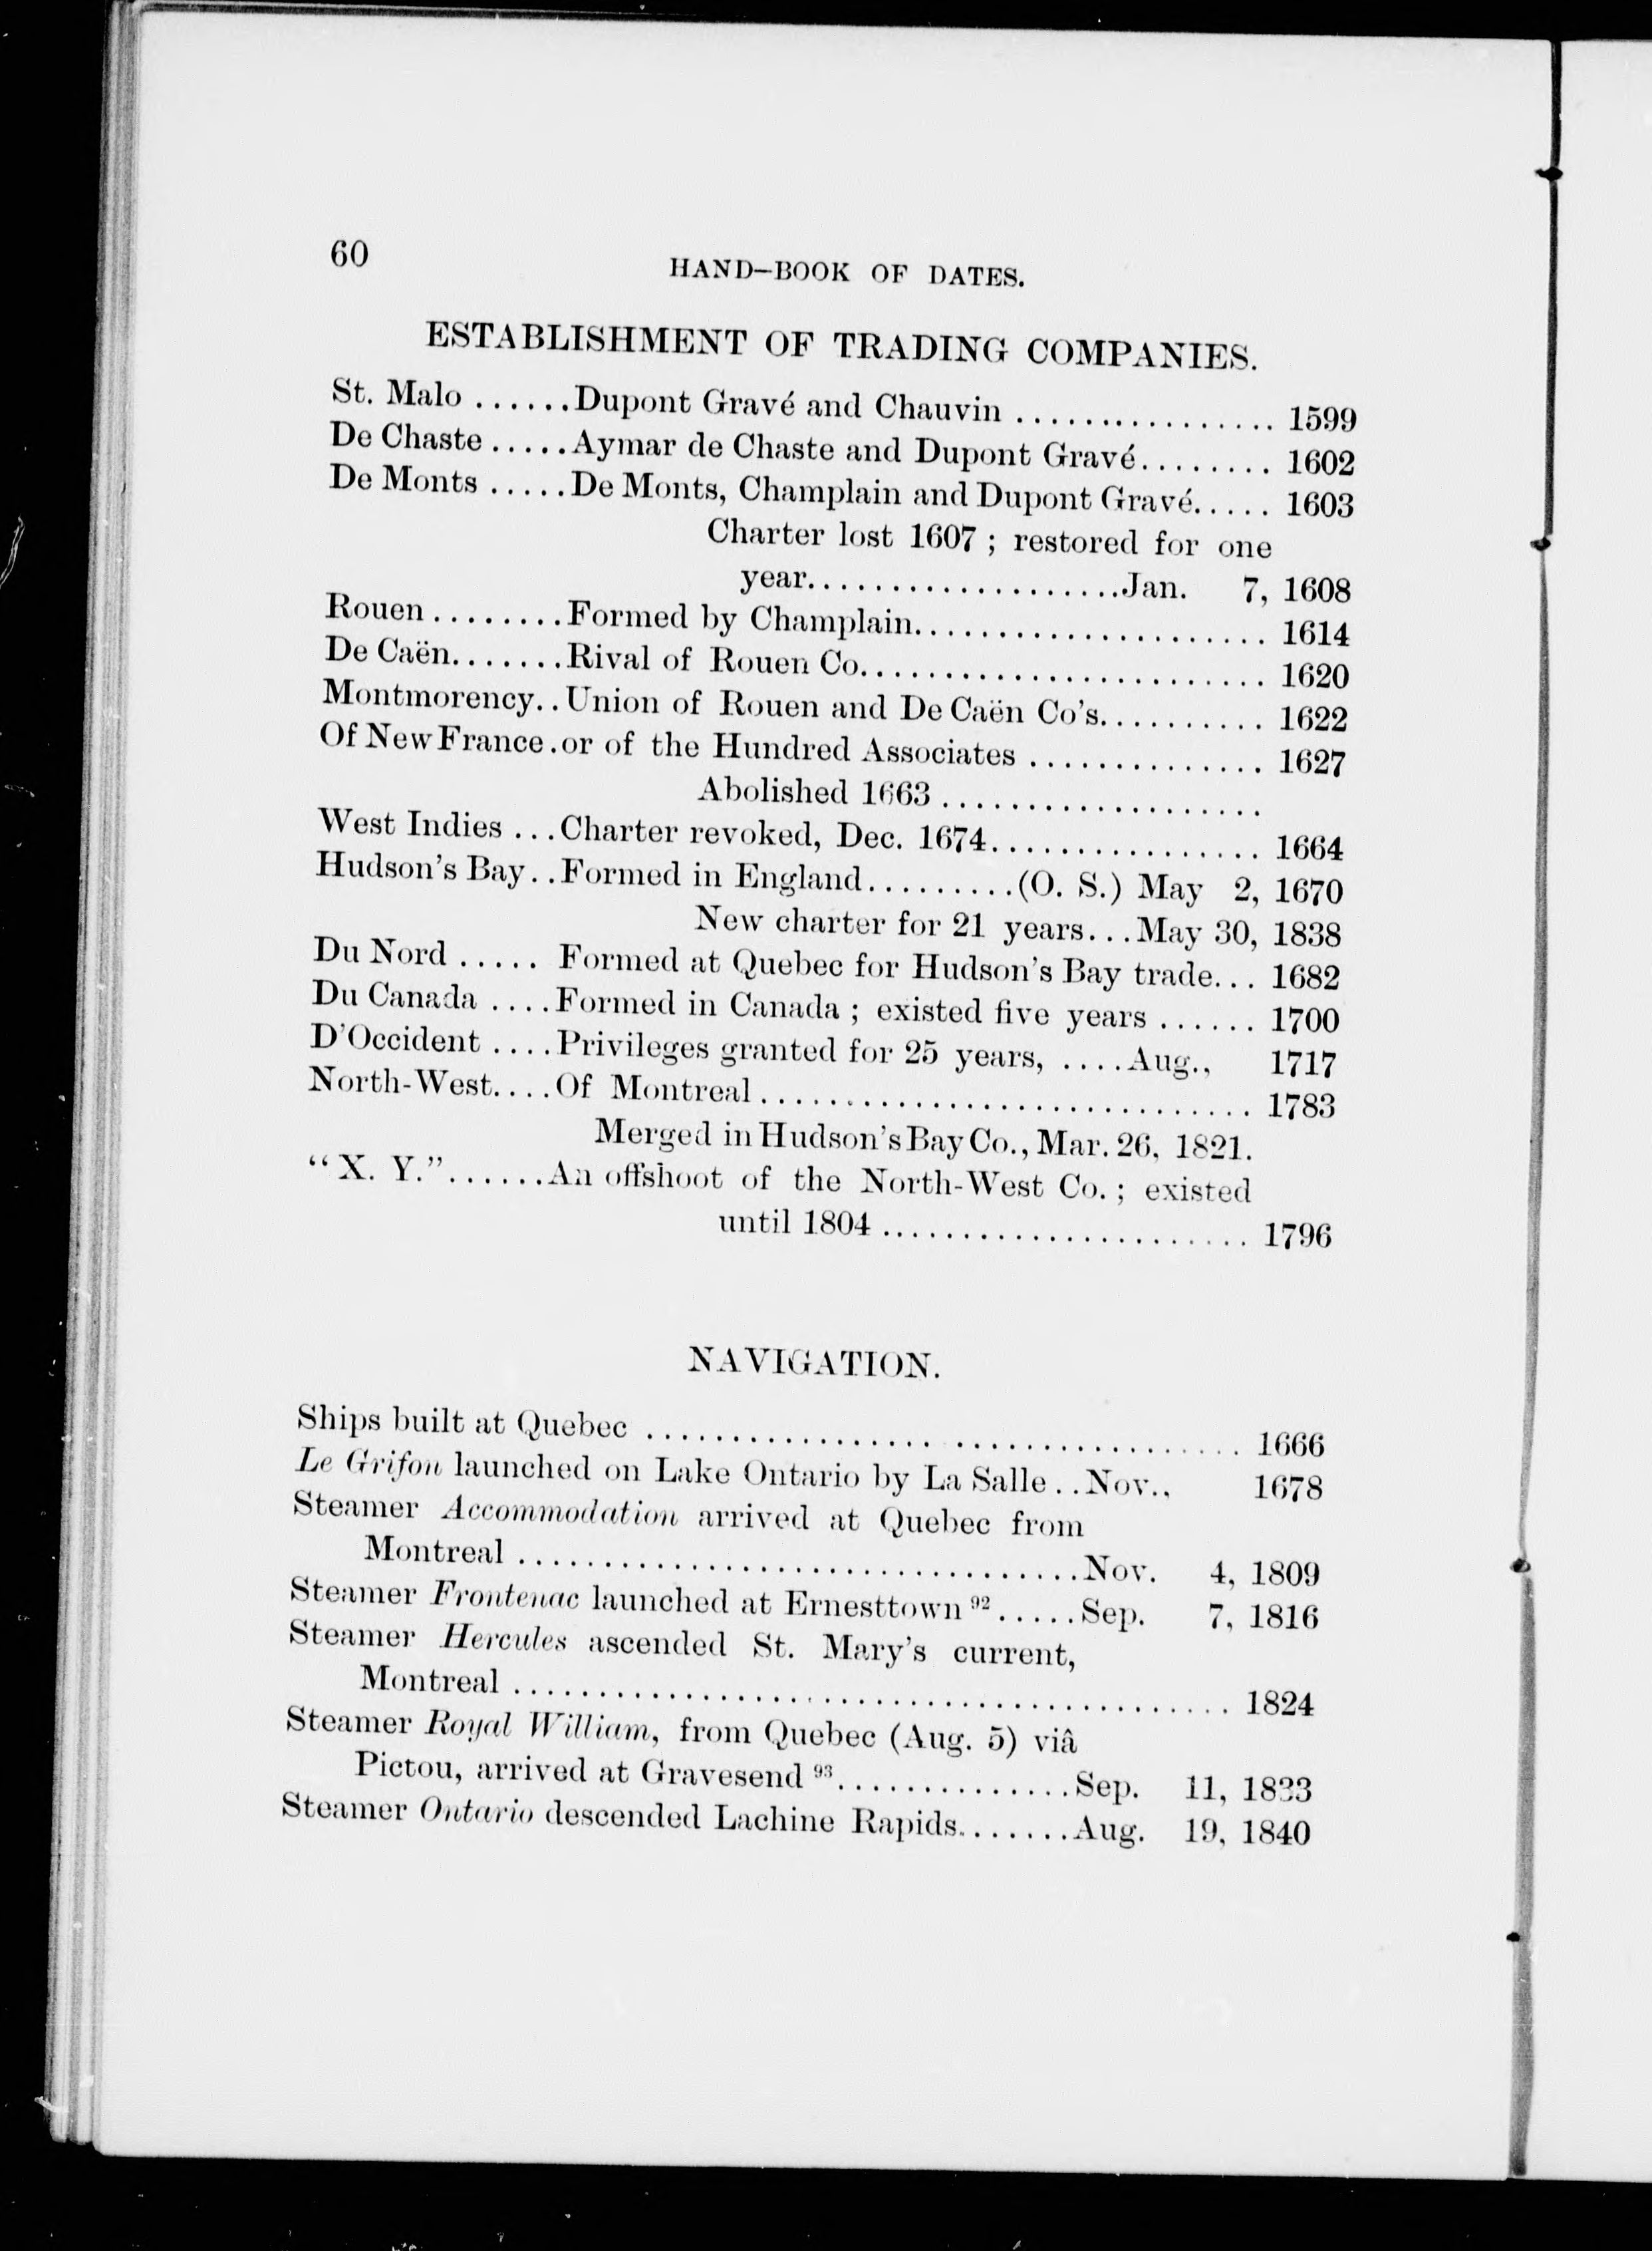 60
HAND-BOOK OF DATES.
ESTABLISHMENT OF TRADING COMPANIES.
St. Malo ......Dupont Gravé and Chauvin ................ 1599
De Chaste .....Aymar de Chaste and Dupont Gravé........ 1602
De Monts .....De Monts, Champlain and Dupont Gravé..... 1603
Charter lost 1607 ; restored for one
year...................Jan. 7, 1608
Rouen ........Formed by Champlain..................... 1614
De Caën.......Rival of Rouen Co........................ 1620
Montmorency..Union of Rouen and De Caën Co's.......... 1622
Of New France.or of the Hundred Associates .............. 1627
Abolished 1663 ...................
West Indies ...Charter revoked, Dec. 1674................ 1664
Hudson's Bay..Formed in England.........(O. S.) May 2, 1670
New charter for 21 years...May 30, 1838
Du Nord ..... Formed at Quebec for Hudson's Bay trade... 1682
Du Canada ....Formed in Canada ; existed five years ...... 1700
D'Occident ....Privileges granted for 25 years, ....Aug., 1717
North-West....Of Montreal ............................. 1783
Merged in Hudson's Bay Co., Mar. 26, 1821.
"X. Y."......An offshoot of the North-West Co. ; existed
until 1804 ...................... 1796
NAVIGATION.
Ships built at Quebec .................................. 1666
Le Grifon launched on Lake Ontario by La Salle..Nov., 1678
Steamer Accommodation arrived at Quebec from
Montreal .................................Nov. 4, 1809
Steamer Frontenac launched at Ernesttown 92.....Sep. 7, 1816
Steamer Hercules ascended St. Mary's current,
Montreal .......................................... 1824
Steamer Royal William, from Quebec (Aug. 5) viâ
Pictou, arrived at Gravesend 93..............Sep. 11, 1833
Steamer Ontario descended Lachine Rapids.......Aug. 19, 1840